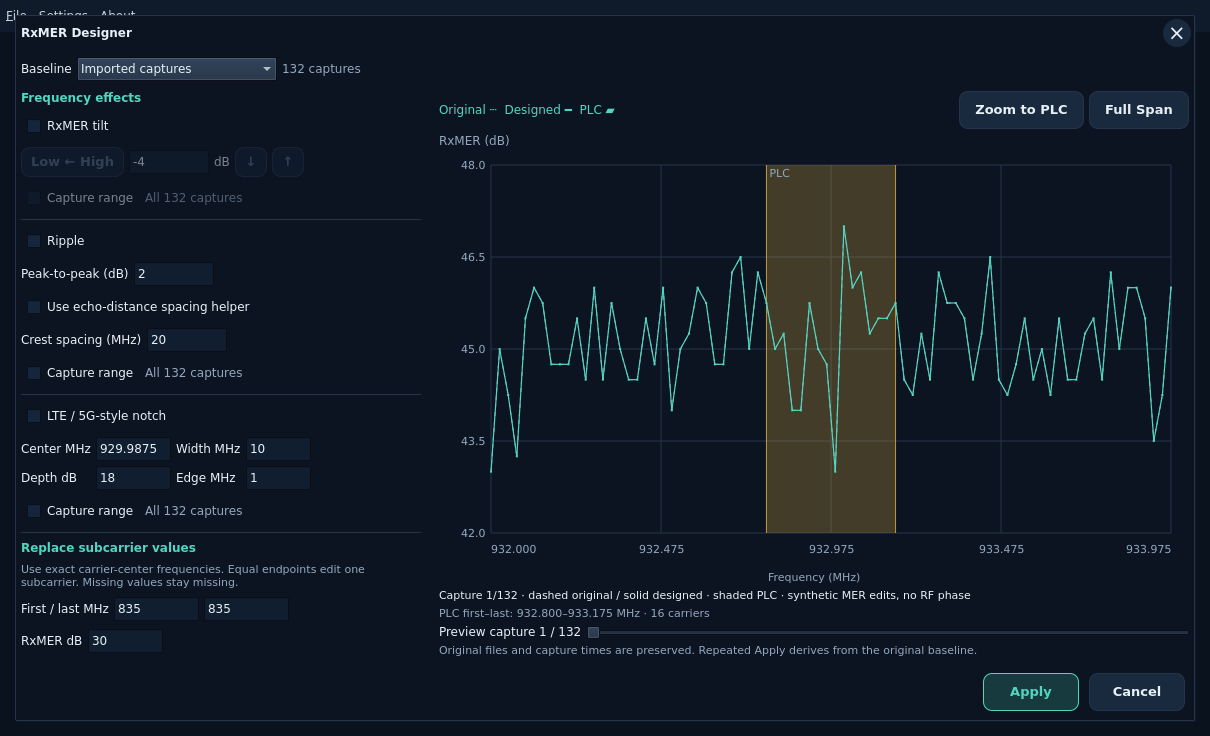 File Settings About
RxMER Designer
Baseline Imported captures 132 captures
Frequency effects
RxMER tilt
Low ← High -4 dB ↓ ↑
Capture range All 132 captures
Ripple
Peak-to-peak (dB) 2
Use echo-distance spacing helper
Crest spacing (MHz) 20
Capture range All 132 captures
LTE / 5G-style notch
Center MHz 929.9875 Width MHz 10
Depth dB 18 Edge MHz 1
Capture range All 132 captures
Replace subcarrier values
Use exact carrier-center frequencies. Equal endpoints edit one
subcarrier. Missing values stay missing.
First / last MHz 835 835
RxMER dB 30
Original Designed PLC
Zoom to PLC Full Span
RxMER (dB)
48.0
PLC
46.5
45.0
43.5
42.0
932.000 932.475 932.975 933.475 933.975
Frequency (MHz)
Capture 1/132 · dashed original / solid designed · shaded PLC · synthetic MER edits, no RF phase
PLC first–last: 932.800–933.175 MHz · 16 carriers
Preview capture 1 / 132
Original files and capture times are preserved. Repeated Apply derives from the original baseline.
Apply Cancel